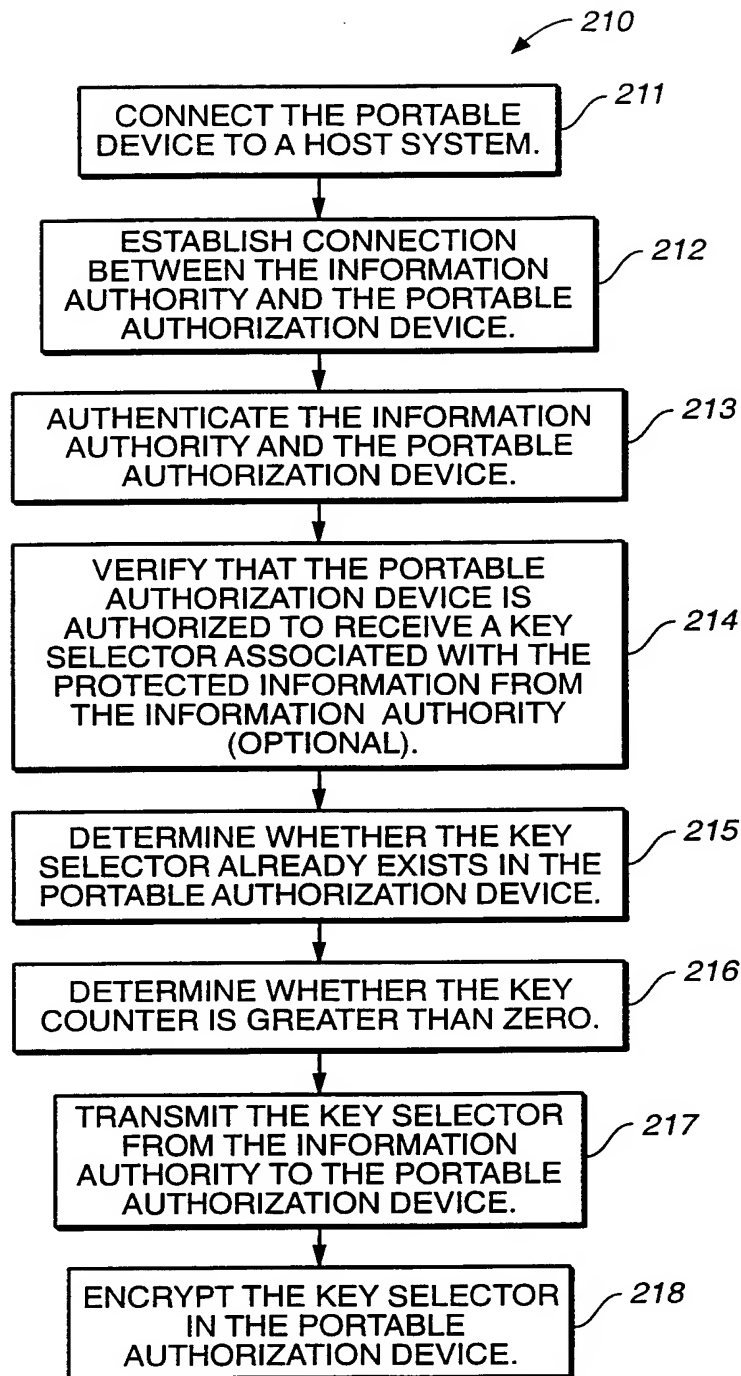 210
CONNECT THE PORTABLE
DEVICE TO A HOST SYSTEM.
211
ESTABLISH CONNECTION
BETWEEN THE INFORMATION
AUTHORITY AND THE PORTABLE
AUTHORIZATION DEVICE.
212
AUTHENTICATE THE INFORMATION
AUTHORITY AND THE PORTABLE
AUTHORIZATION DEVICE.
213
VERIFY THAT THE PORTABLE
AUTHORIZATION DEVICE IS
AUTHORIZED TO RECEIVE A KEY
SELECTOR ASSOCIATED WITH THE
PROTECTED INFORMATION FROM
THE INFORMATION AUTHORITY
(OPTIONAL).
214
DETERMINE WHETHER THE KEY
SELECTOR ALREADY EXISTS IN THE
PORTABLE AUTHORIZATION DEVICE.
215
DETERMINE WHETHER THE KEY
COUNTER IS GREATER THAN ZERO.
216
TRANSMIT THE KEY SELECTOR
FROM THE INFORMATION
AUTHORITY TO THE PORTABLE
AUTHORIZATION DEVICE.
217
ENCRYPT THE KEY SELECTOR
IN THE PORTABLE
AUTHORIZATION DEVICE.
218